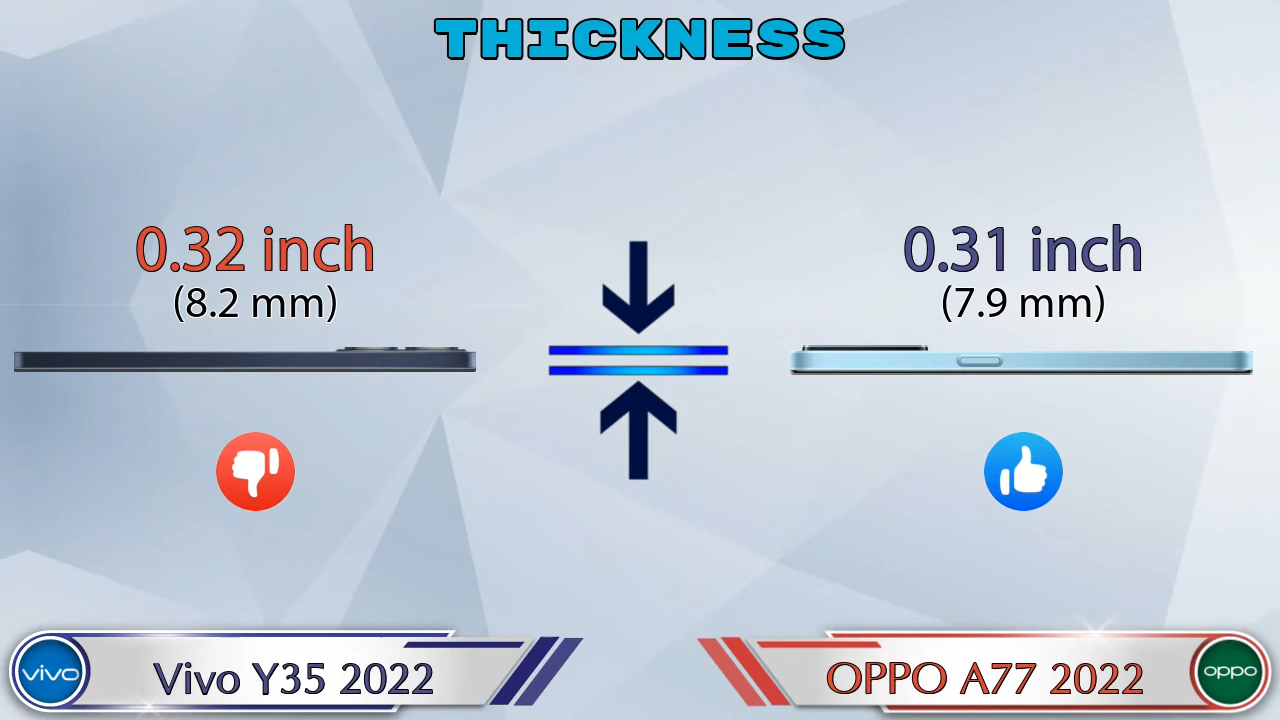 THICKNESS
0.32 inch
(8.2 mm)
0.31 inch
(7.9 mm)
vivo
Vivo Y35 2022
OPPO A77 2022
oppo